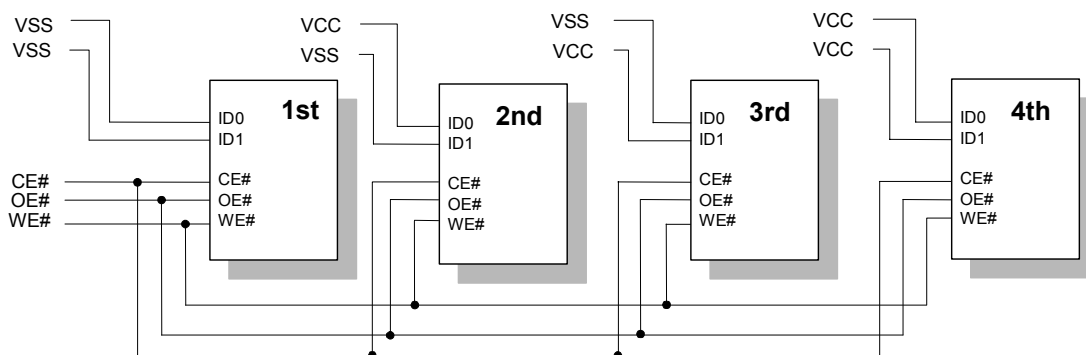 VSS
VSS
1st
ID0
ID1
CE#
OE#
WE#
CE#
OE#
WE#
VCC
VSS
2nd
ID0
ID1
CE#
OE#
WE#
VSS
VCC
3rd
ID0
ID1
CE#
OE#
WE#
VCC
VCC
4th
ID0
ID1
CE#
OE#
WE#